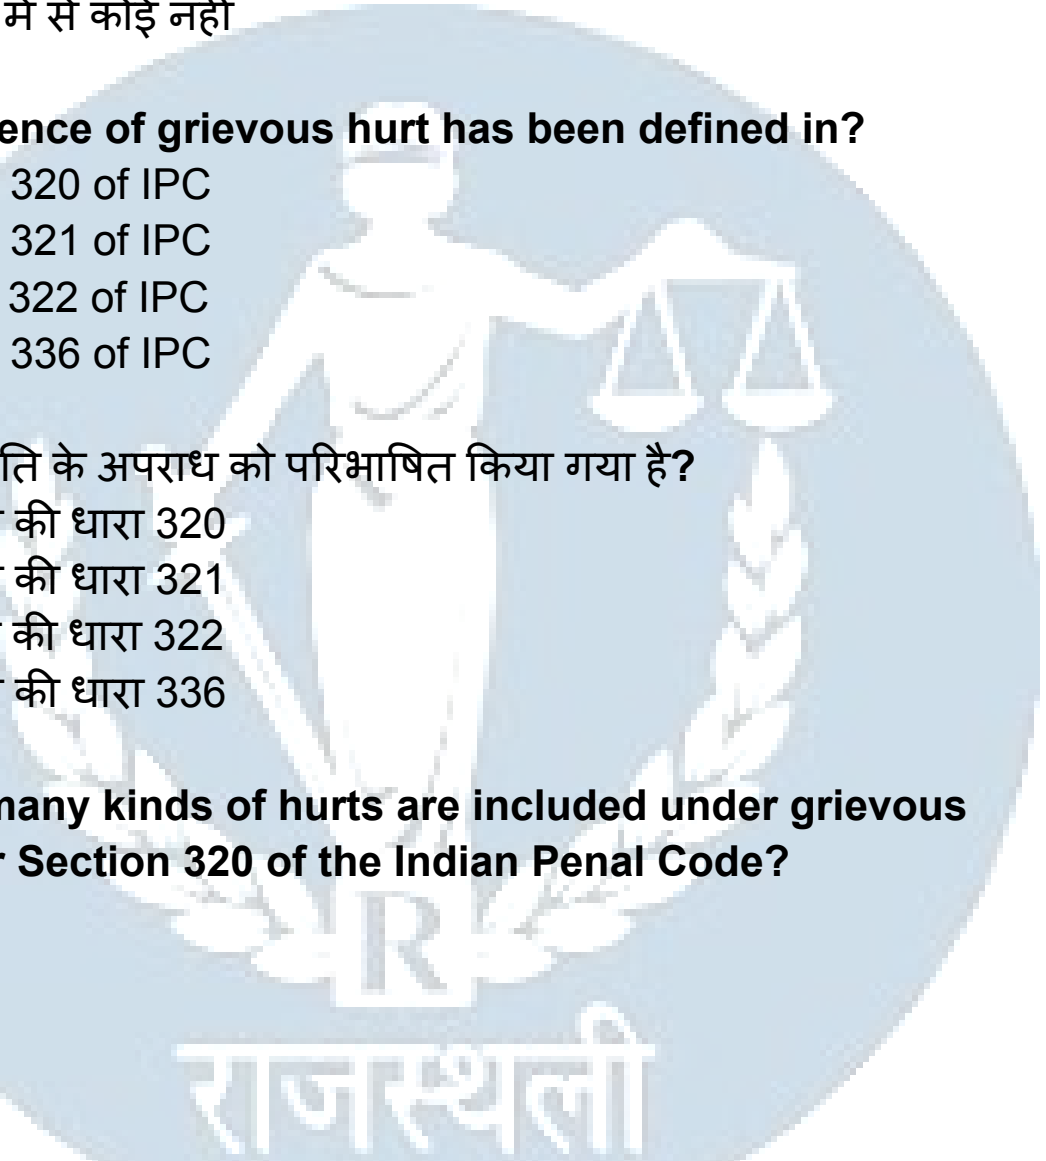 में से कोई नहीं
ence of grievous hurt has been defined in?
320 of IPC
321 of IPC
322 of IPC
336 of IPC
ति के अपराध को परिभाषित किया गया है?
की धारा 320
की धारा 321
की धारा 322
की धारा 336
many kinds of hurts are included under grievous
r Section 320 of the Indian Penal Code?
R
राजस्थली